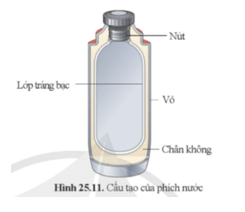 Nút
Lớp tráng bạc
Vỏ
Chân không
Hình 25.11. Cấu tạo của phích nước